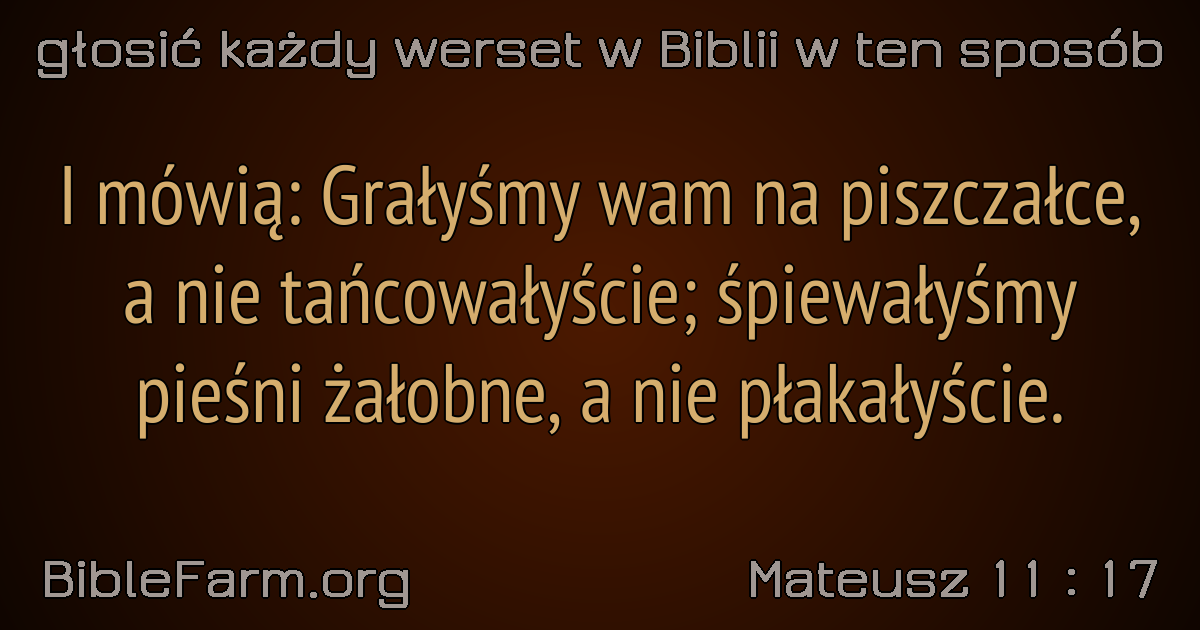 głosić każdy werset w Biblii w ten sposób
I mówią: Grałyśmy wam na piszczałce,
a nie tańcowałyście; śpiewałyśmy
pieśni żałobne, a nie płakałyście.
BibleFarm.org
Mateusz 11 : 17